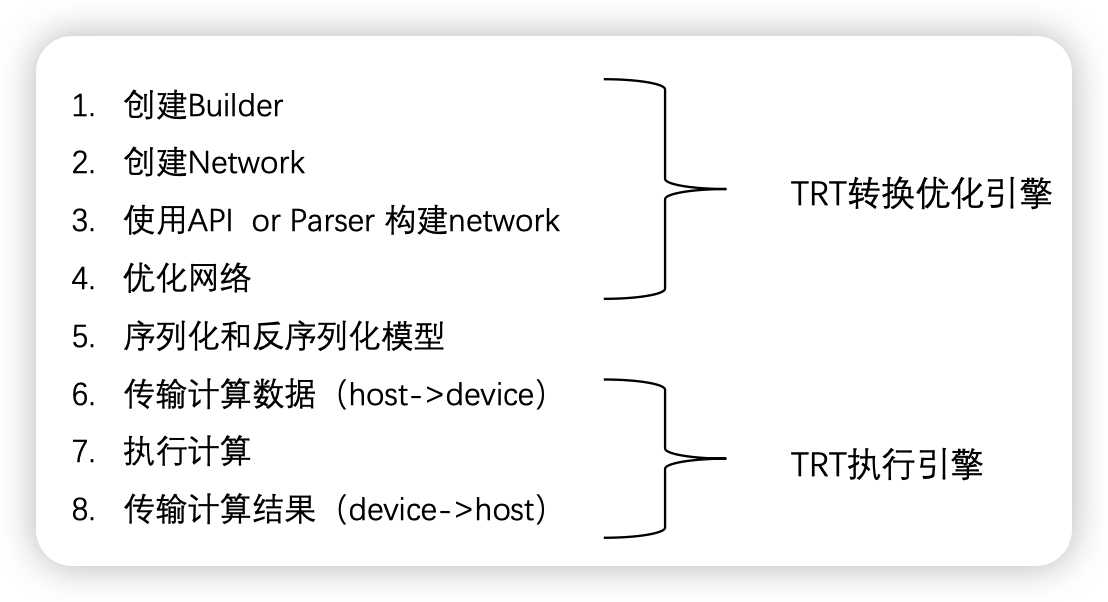 1. 创建Builder
2. 创建Network
3. 使用API or Parser 构建network
4. 优化网络
5. 序列化和反序列化模型
6. 传输计算数据（host->device）
7. 执行计算
8. 传输计算结果（device->host）
TRT转换优化引擎
TRT执行引擎